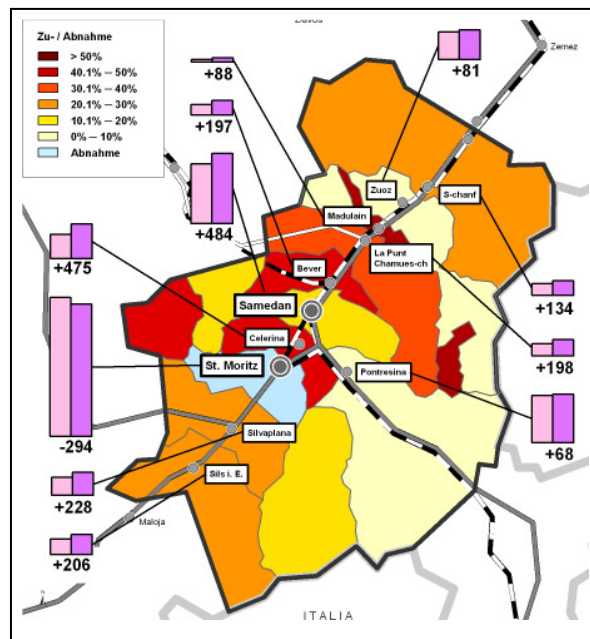 Davos
Zu- / Abnahme
> 50%
40.1% — 50%
30.1% — 40%
20.1% — 30%
10.1% — 20%
0% — 10%
Abnahme
+88
+197
+484
+81
Zernez
Zuoz
S-chanf
Madulain
La Punt
Chamues-ch
Bever
+475
Samedan
+134
Celerina
St. Moritz
+198
Pontresina
-294
Silvaplana
+68
Sils i. E.
+228
Maloja
+206
ITALIA